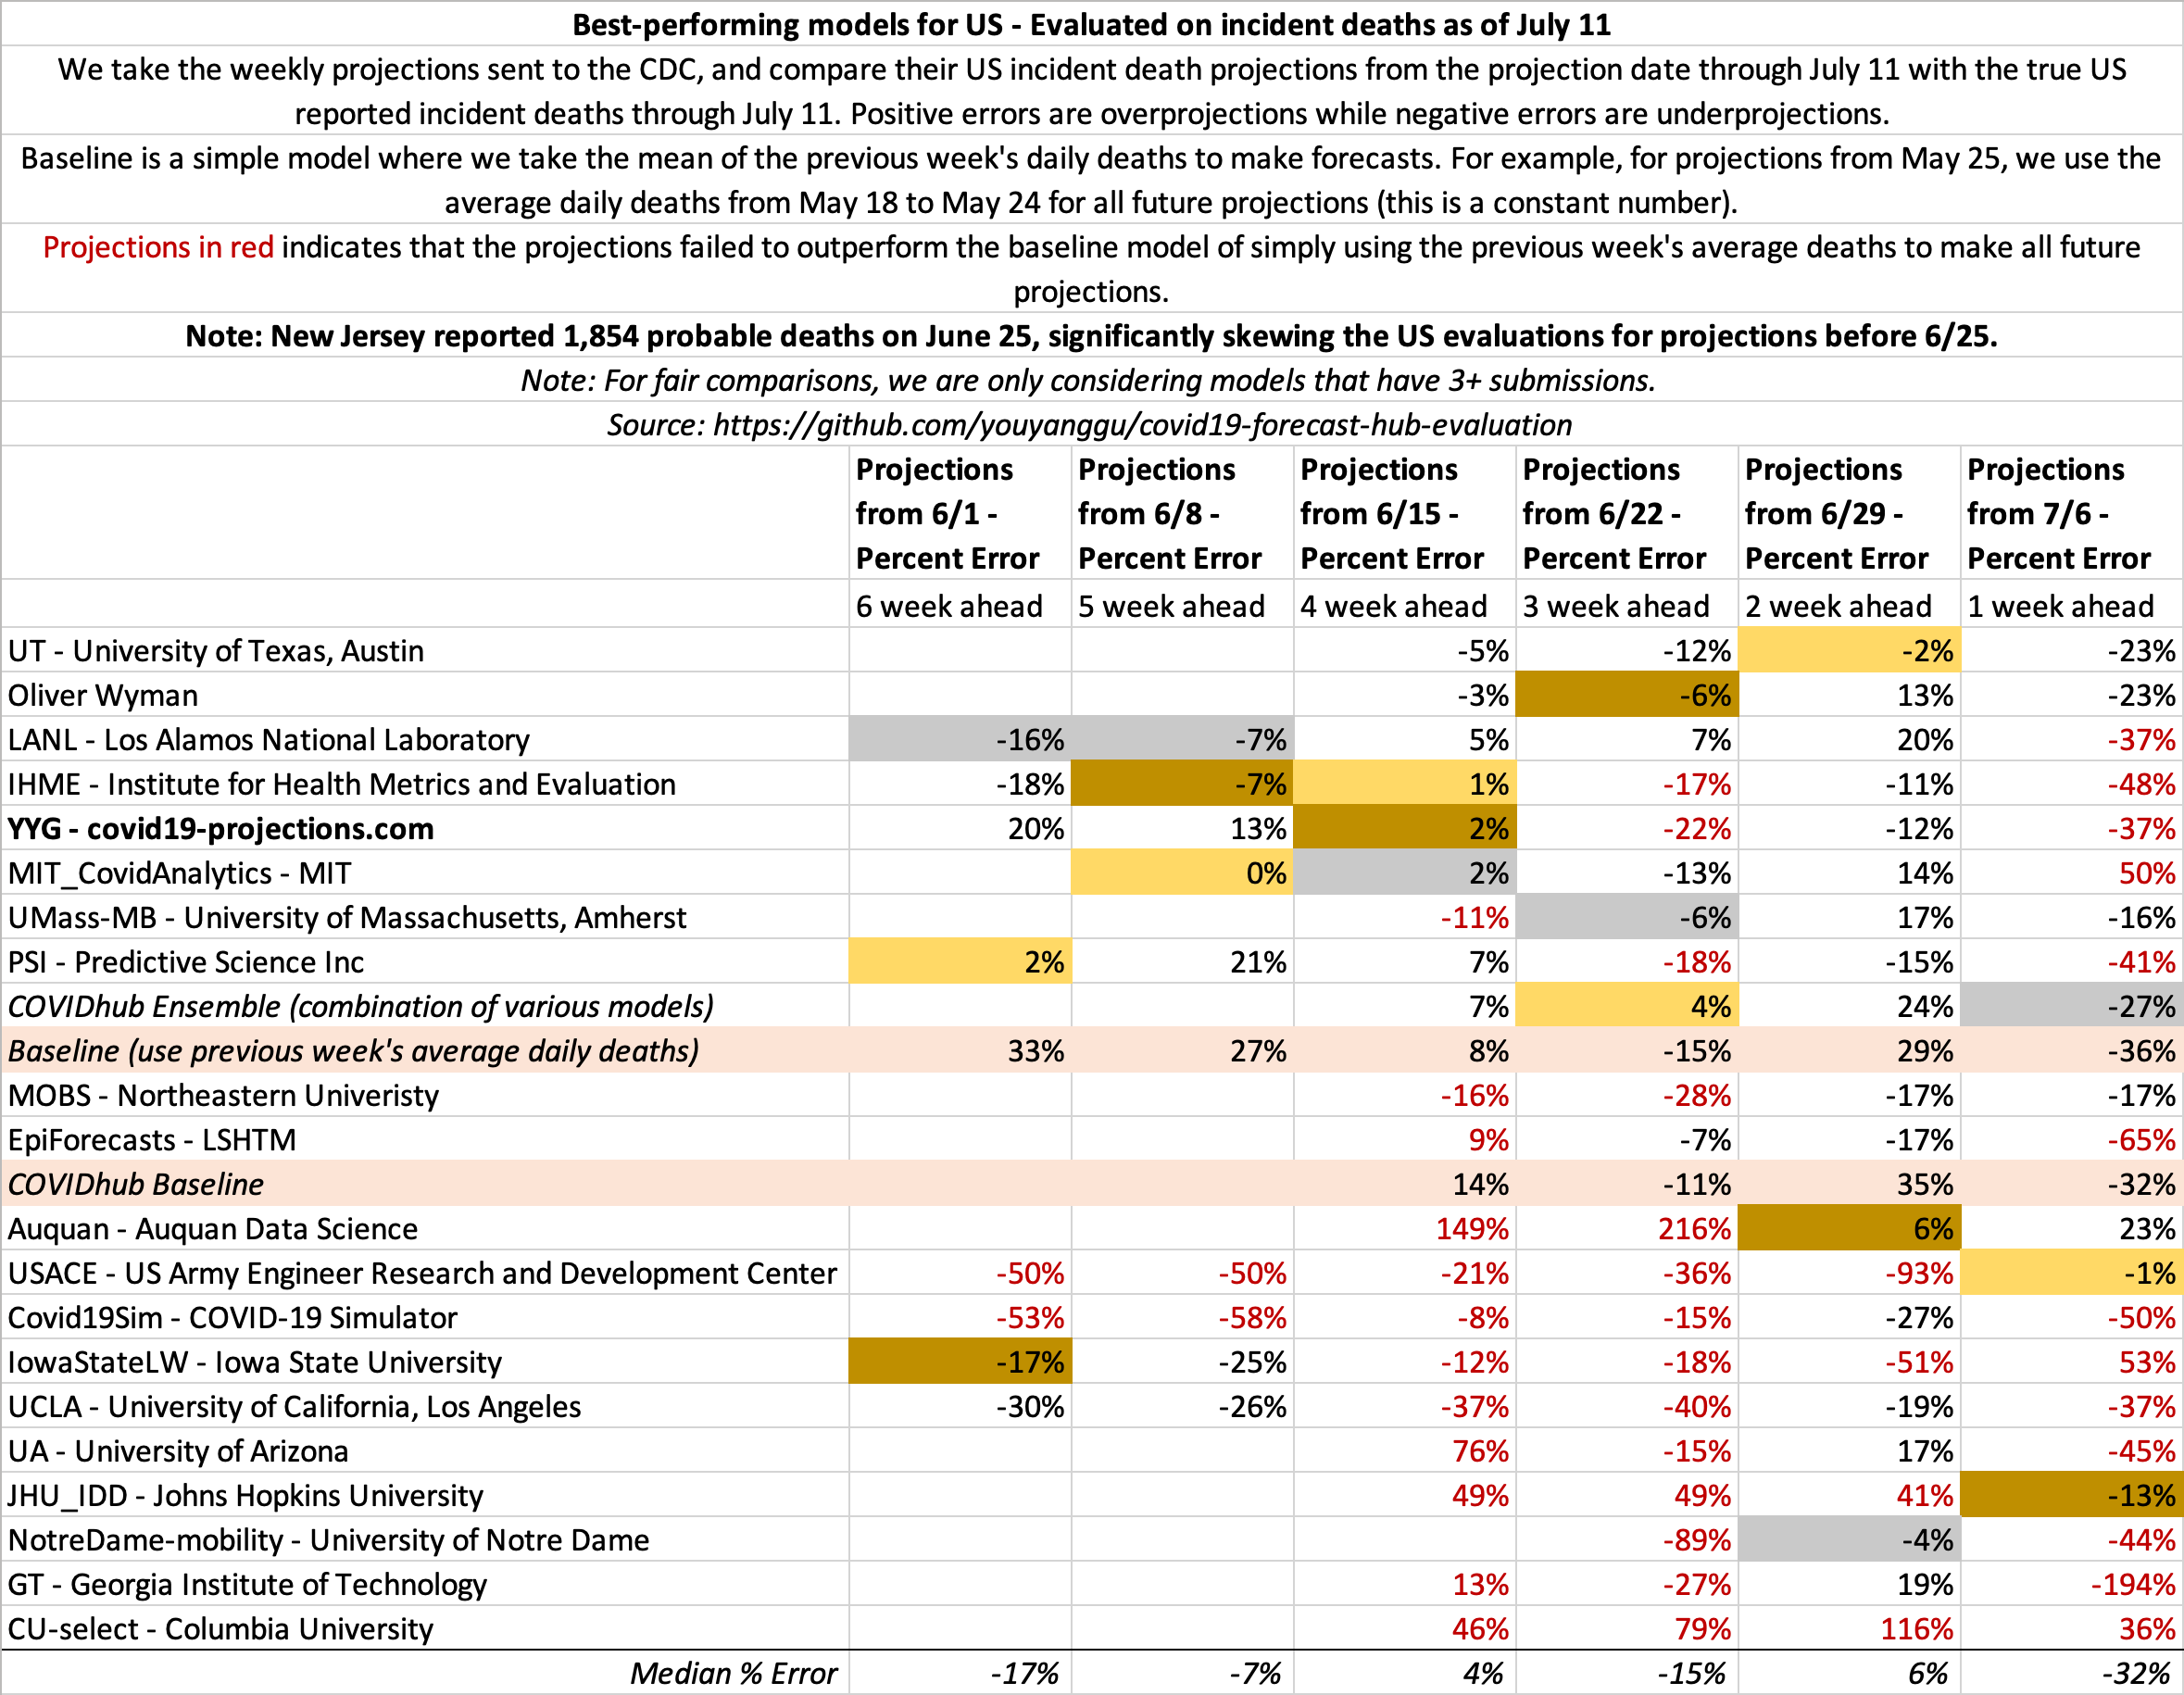 Best-performing models for US - Evaluated on incident deaths as of July 11
We take the weekly projections sent to the CDC, and compare their US incident death projections from the projection date through July 11 with the true US
reported incident deaths through July 11. Positive errors are overprojections while negative errors are underprojections.
Baseline is a simple model where we take the mean of the previous week's daily deaths to make forecasts. For example, for projections from May 25, we use the
average daily deaths from May 18 to May 24 for all future projections (this is a constant number).
Projections in red indicates that the projections failed to outperform the baseline model of simply using the previous week's average deaths to make all future
projections.
Note: New Jersey reported 1,854 probable deaths on June 25, significantly skewing the US evaluations for projections before 6/25.
Note: For fair comparisons, we are only considering models that have 3+ submissions.
Source: https://github.com/youyanggu/covid19-forecast-hub-evaluation
Projections Projections Projections Projections Projections Projections
from 6/1 - from 6/8 - from 6/15 - from 6/22 - from 6/29 - from 7/6 -
Percent Error Percent Error Percent Error Percent Error Percent Error Percent Error
6 week ahead 5 week ahead 4 week ahead 3 week ahead 2 week ahead 1 week ahead
UT - University of Texas, Austin -5% -12% -2% -23%
Oliver Wyman -3% -6% 13% -23%
LANL - Los Alamos National Laboratory -16% -7% 5% 7% 20% -37%
IHME - Institute for Health Metrics and Evaluation -18% -7% 1% -17% -11% -48%
YYG - covid19-projections.com 20% 13% 2% -22% -12% -37%
MIT_CovidAnalytics - MIT 0% 2% -13% 14% 50%
UMass-MB - University of Massachusetts, Amherst -11% -6% 17% -16%
PSI - Predictive Science Inc 2% 21% 7% -18% -15% -41%
COVIDhub Ensemble (combination of various models) 7% 4% 24% -27%
Baseline (use previous week's average daily deaths) 33% 27% 8% -15% 29% -36%
MOBS - Northeastern Univeristy -16% -28% -17% -17%
EpiForecasts - LSHTM 9% -7% -17% -65%
COVIDhub Baseline 14% -11% 35% -32%
Auquan - Auquan Data Science 149% 216% 6% 23%
USACE - US Army Engineer Research and Development Center -50% -50% -21% -36% -93% -1%
Covid19Sim - COVID-19 Simulator -53% -58% -8% -15% -27% -50%
IowaStateLW - Iowa State University -17% -25% -12% -18% -51% 53%
UCLA - University of California, Los Angeles -30% -26% -37% -40% -19% -37%
UA - University of Arizona 76% -15% 17% -45%
JHU_IDD - Johns Hopkins University 49% 49% 41% -13%
NotreDame-mobility - University of Notre Dame -89% -4% -44%
GT - Georgia Institute of Technology 13% -27% 19% -194%
CU-select - Columbia University 46% 79% 116% 36%
Median % Error -17% -7% 4% -15% 6% -32%